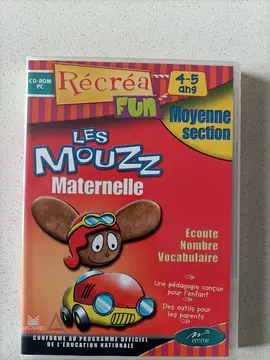 CD-ROM
PC
Récréa
FUN
4-5
ans
Moyenne
section
LES
MOUZZ
Maternelle
Ecoute
Nombre
Vocabulaire
Une pédagogie conçue
pour l'enfant
Des outils pour
les parents
emme
CONFORME AU PROGRAMME OFFICIEL
DE L'ÉDUCATION NATIONALE